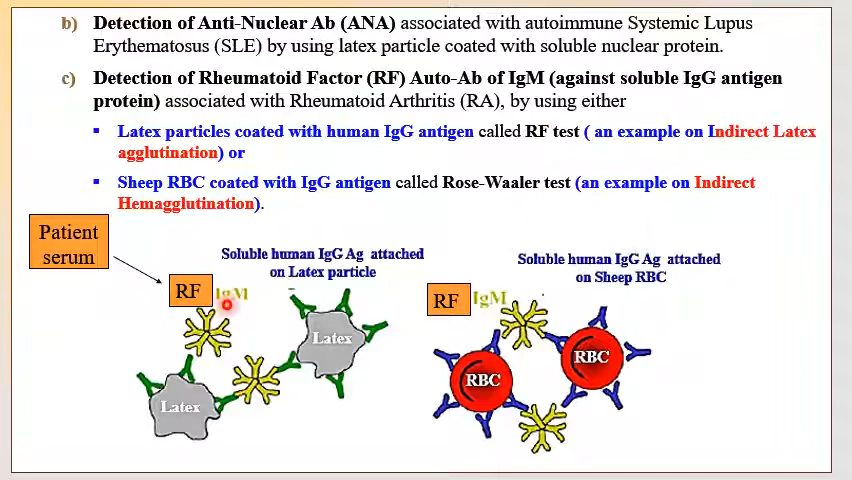 b) Detection of Anti-Nuclear Ab (ANA) associated with autoimmune Systemic Lupus
Erythematosus (SLE) by using latex particle coated with soluble nuclear protein.
c) Detection of Rheumatoid Factor (RF) Auto-Ab of IgM (against soluble IgG antigen
protein) associated with Rheumatoid Arthritis (RA), by using either
▪ Latex particles coated with human IgG antigen called RF test ( an example on Indirect Latex
agglutination) or
▪ Sheep RBC coated with IgG antigen called Rose-Waaler test (an example on Indirect
Hemagglutination).
Patient
serum
Soluble human IgG Ag attached
on Latex particle
Soluble human IgG Ag attached
on Sheep RBC
RF IgM
RF IgM
Latex
RBC
RBC
Latex